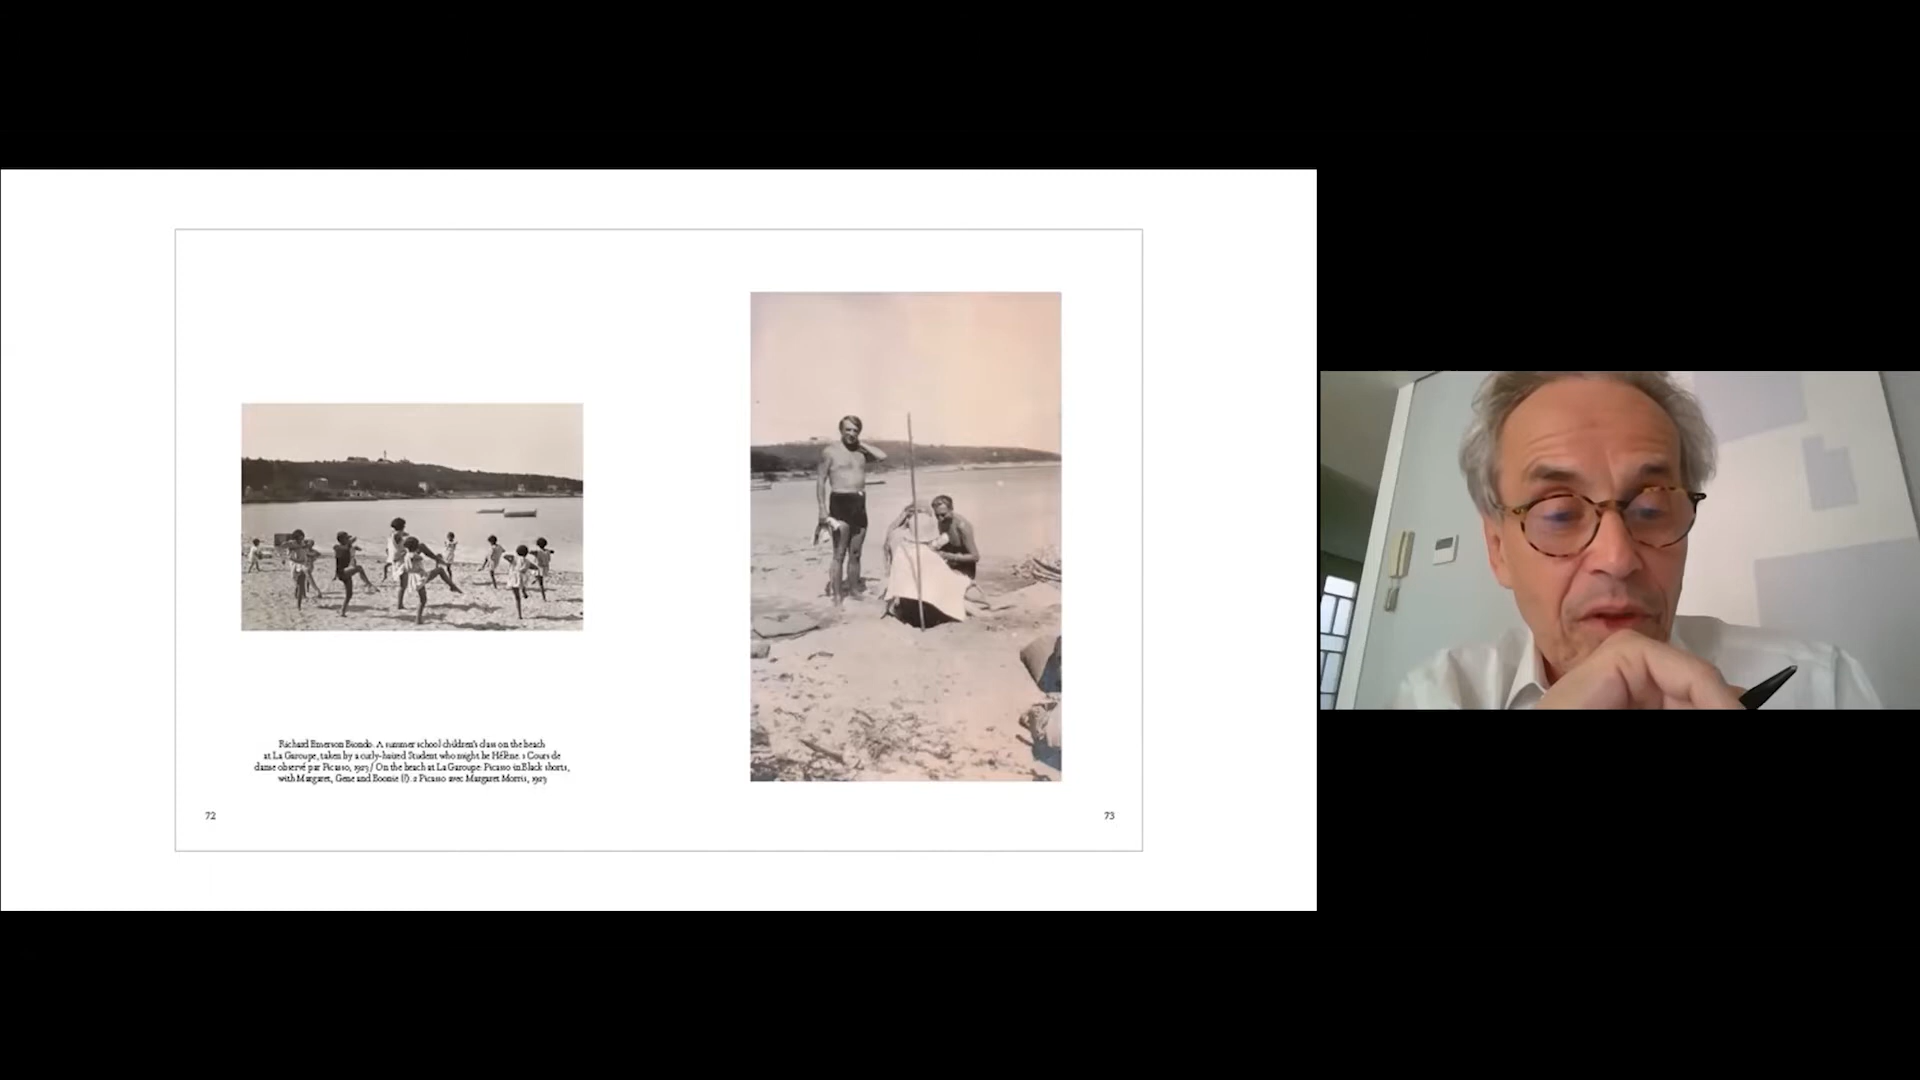 Richard Emerson Biondo. A summer school children's class on the beach
at La Garoupe, taken by a curly-haired Student who might be Hélène. 1 Cours de
danse observé par Picasso, 1923 / On the beach at La Garoupe: Picasso in Black shorts,
with Margaret, Gene and Boonie (?). 2 Picasso avec Margaret Morris, 1923
72
73